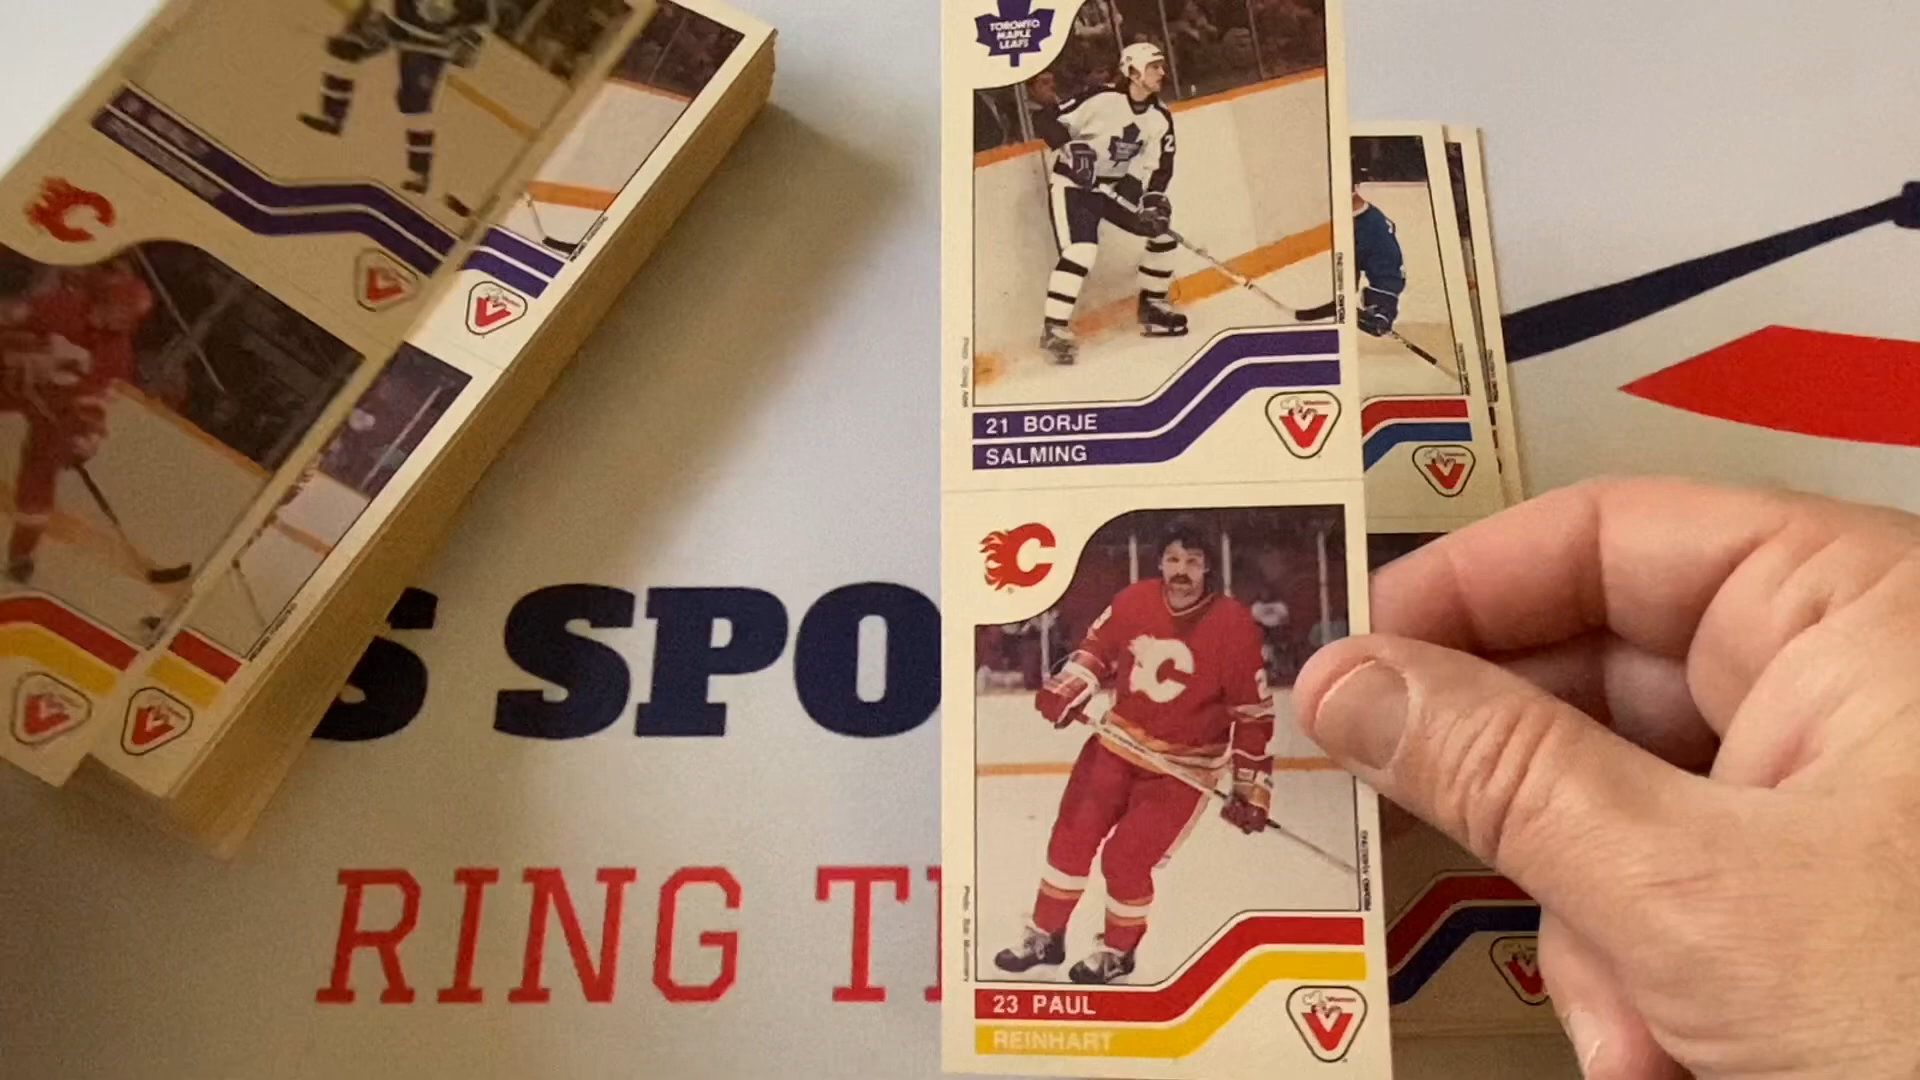 TORONTO
MAPLE
LEAFS
21 BORJE
SALMING
C
23 PAUL
REINHART
S SPO
RING T